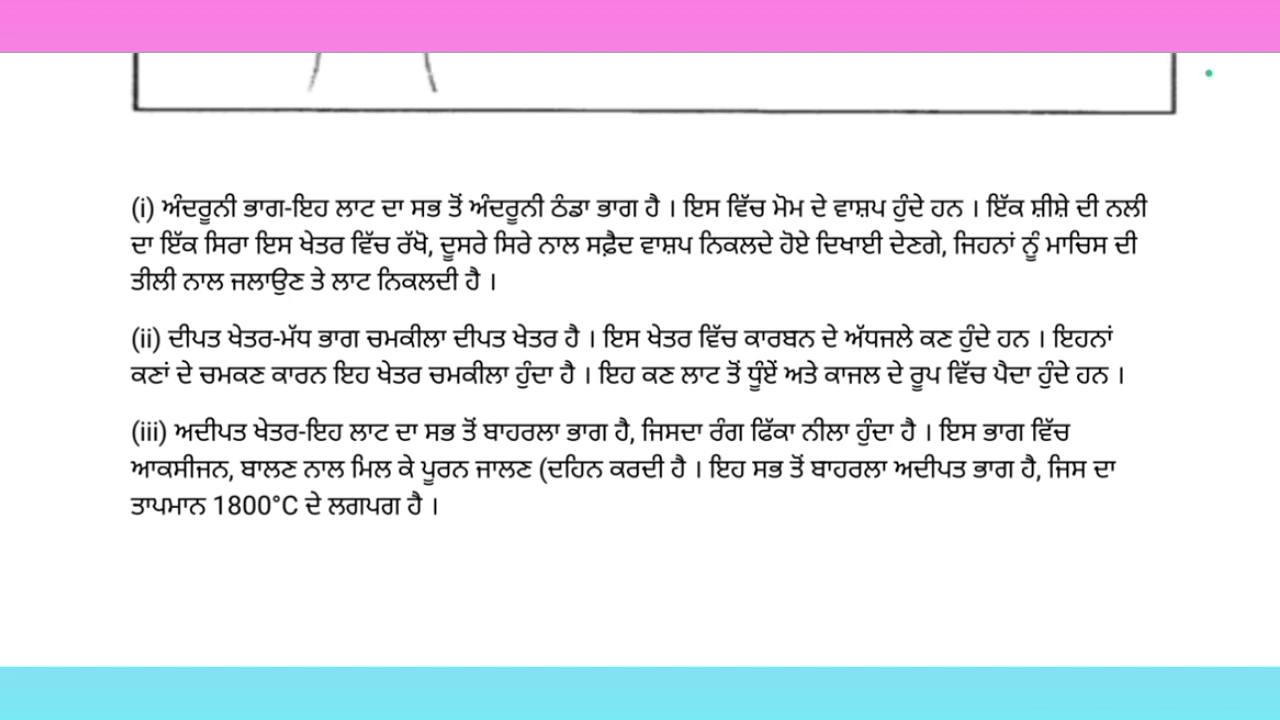 (i) ਅੰਦਰੂਨੀ ਭਾਗ-ਇਹ ਲਾਟ ਦਾ ਸਭ ਤੋਂ ਅੰਦਰੂਨੀ ਠੰਡਾ ਭਾਗ ਹੈ । ਇਸ ਵਿੱਚ ਮੋਮ ਦੇ ਵਾਸ਼ਪ ਹੁੰਦੇ ਹਨ । ਇੱਕ ਸ਼ੀਸ਼ੇ ਦੀ ਨਲੀ
ਦਾ ਇੱਕ ਸਿਰਾ ਇਸ ਖੇਤਰ ਵਿੱਚ ਰੱਖੋ, ਦੂਸਰੇ ਸਿਰੇ ਨਾਲ ਸਫ਼ੈਦ ਵਾਸ਼ਪ ਨਿਕਲਦੇ ਹੋਏ ਦਿਖਾਈ ਦੇਣਗੇ, ਜਿਹਨਾਂ ਨੂੰ ਮਾਚਿਸ ਦੀ
ਤੀਲੀ ਨਾਲ ਜਲਾਉਣ ਤੇ ਲਾਟ ਨਿਕਲਦੀ ਹੈ ।
(ii) ਦੀਪਤ ਖੇਤਰ-ਮੱਧ ਭਾਗ ਚਮਕੀਲਾ ਦੀਪਤ ਖੇਤਰ ਹੈ । ਇਸ ਖੇਤਰ ਵਿੱਚ ਕਾਰਬਨ ਦੇ ਅੱਧਜਲੇ ਕਣ ਹੁੰਦੇ ਹਨ । ਇਹਨਾਂ
ਕਣਾਂ ਦੇ ਚਮਕਣ ਕਾਰਨ ਇਹ ਖੇਤਰ ਚਮਕੀਲਾ ਹੁੰਦਾ ਹੈ । ਇਹ ਕਣ ਲਾਟ ਤੋਂ ਧੂੰਏਂ ਅਤੇ ਕਾਜਲ ਦੇ ਰੂਪ ਵਿੱਚ ਪੈਦਾ ਹੁੰਦੇ ਹਨ ।
(iii) ਅਦੀਪਤ ਖੇਤਰ-ਇਹ ਲਾਟ ਦਾ ਸਭ ਤੋਂ ਬਾਹਰਲਾ ਭਾਗ ਹੈ, ਜਿਸਦਾ ਰੰਗ ਫਿੱਕਾ ਨੀਲਾ ਹੁੰਦਾ ਹੈ । ਇਸ ਭਾਗ ਵਿੱਚ
ਆਕਸੀਜਨ, ਬਾਲਣ ਨਾਲ ਮਿਲ ਕੇ ਪੂਰਨ ਜਾਲਣ (ਦਹਿਨ ਕਰਦੀ ਹੈ । ਇਹ ਸਭ ਤੋਂ ਬਾਹਰਲਾ ਅਦੀਪਤ ਭਾਗ ਹੈ, ਜਿਸ ਦਾ
ਤਾਪਮਾਨ 1800°C ਦੇ ਲਗਪਗ ਹੈ ।